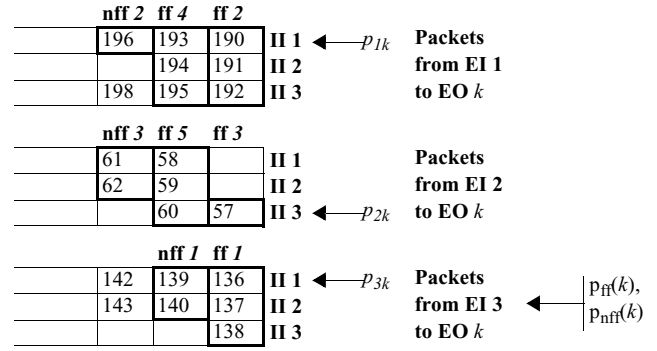 nff 2 ff 4 ff 2
196 193 190 II 1 p1k Packets
194 191 II 2 from EI 1
198 195 192 II 3 to EO k
nff 3 ff 5 ff 3
61 58 II 1 Packets
62 59 II 2 from EI 2
60 57 II 3 p2k to EO k
nff 1 ff 1
142 139 136 II 1 p3k Packets
143 140 137 II 2 from EI 3
138 II 3 to EO k
pff(k),
pnff(k)